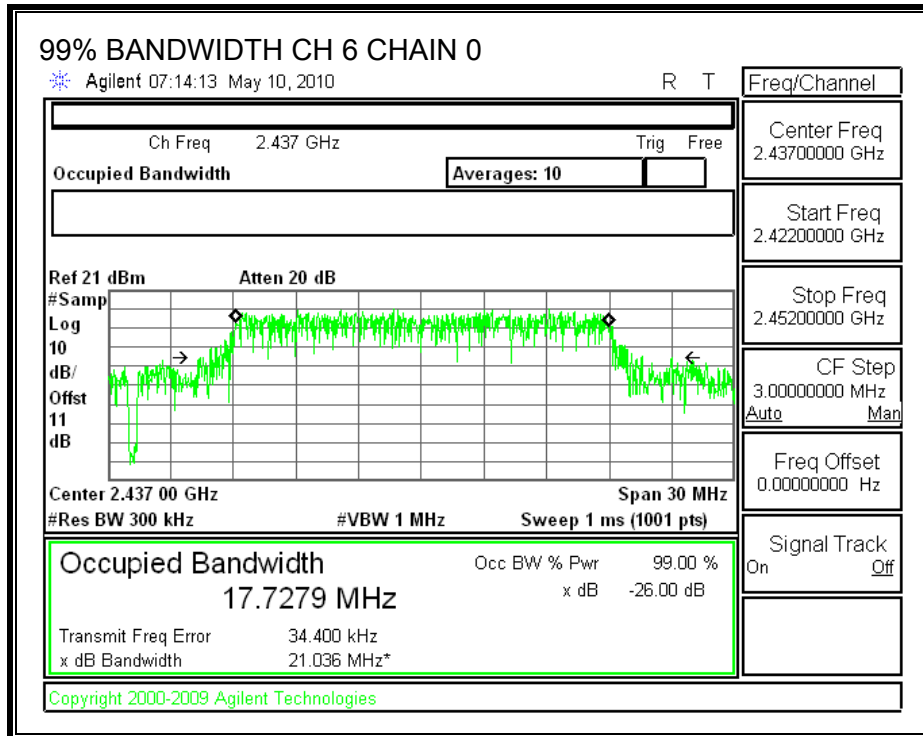 99% BANDWIDTH CH 6 CHAIN 0
Agilent 07:14:13 May 10, 2010 R T
Ch Freq 2.437 GHz Trig Free
Occupied Bandwidth Averages: 10
Ref 21 dBm Atten 20 dB
#Samp
Log
10
dB/
Offst
11
dB
Center 2.437 00 GHz Span 30 MHz
#Res BW 300 kHz #VBW 1 MHz Sweep 1 ms (1001 pts)
Occupied Bandwidth Occ BW % Pwr 99.00 %
17.7279 MHz x dB -26.00 dB
Transmit Freq Error 34.400 kHz
x dB Bandwidth 21.036 MHz*
Copyright 2000-2009 Agilent Technologies
Freq/Channel
Center Freq
2.43700000 GHz
Start Freq
2.42200000 GHz
Stop Freq
2.45200000 GHz
CF Step
3.00000000 MHz
Auto Man
Freq Offset
0.00000000 Hz
Signal Track
On Off